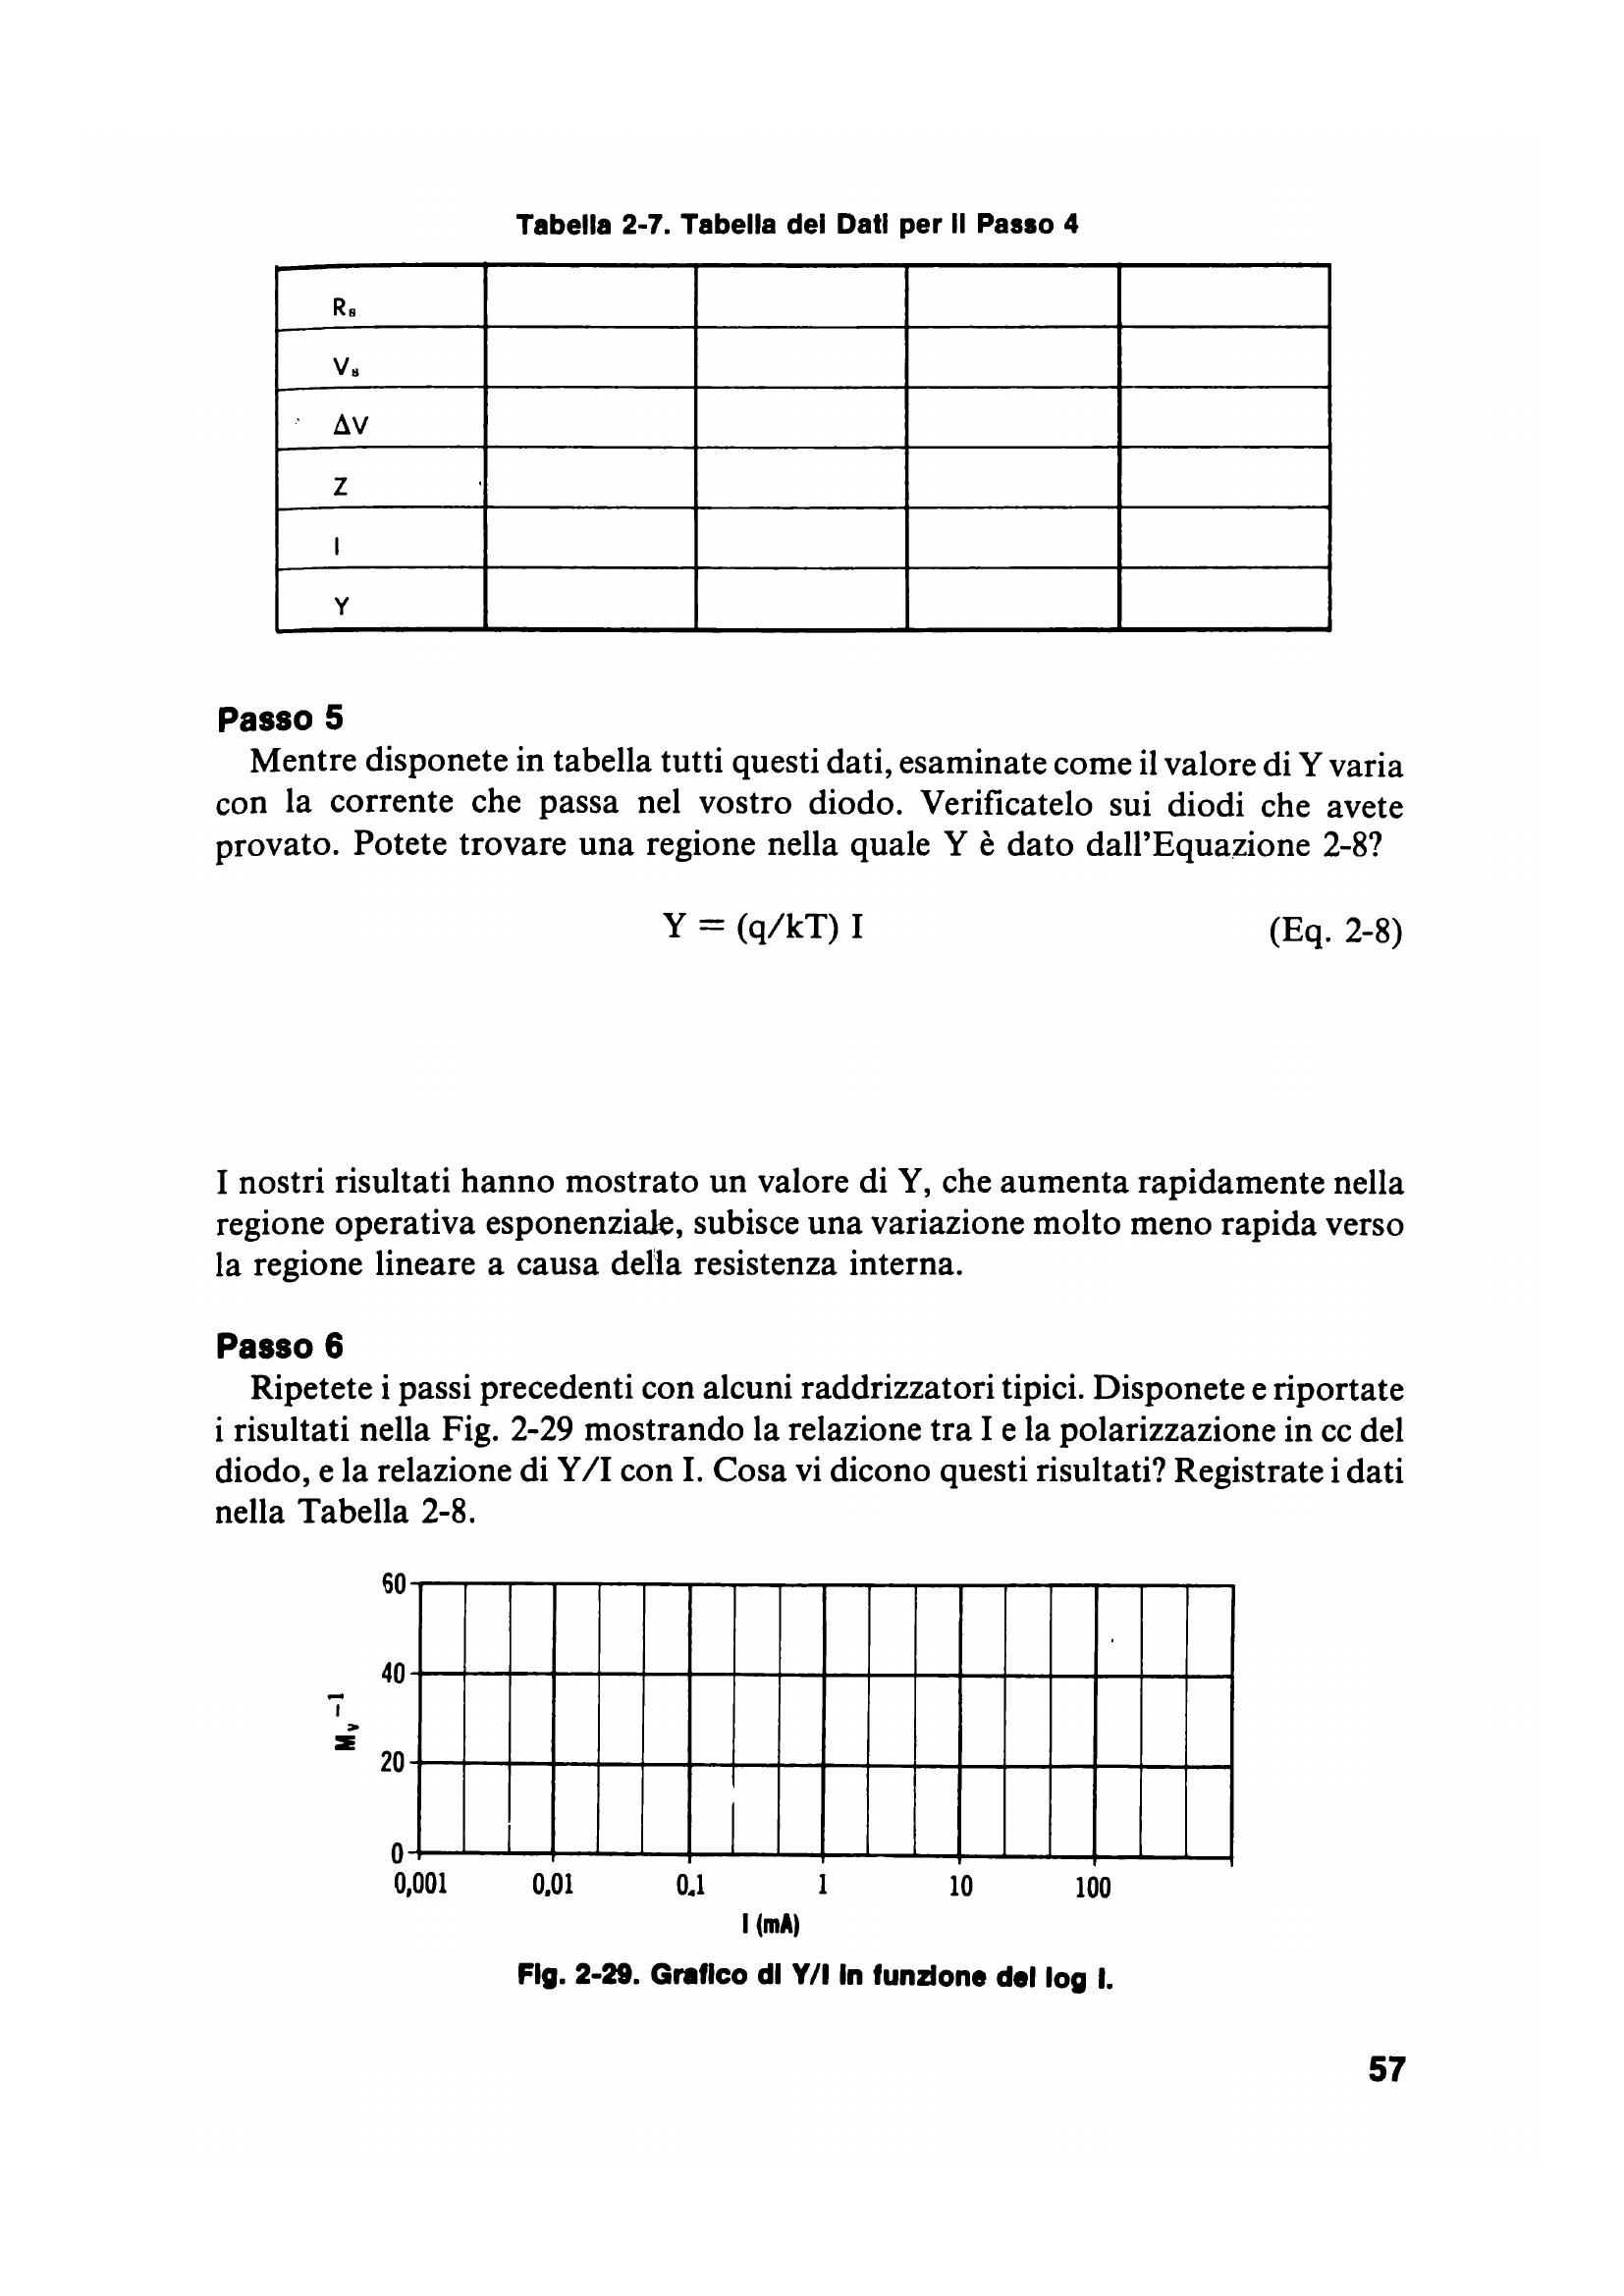 Tabella 2-7. Tabella dei Dati per il Passo 4
Rs
Vs
ΔV
Z
I
Y
Passo 5
Mentre disponete in tabella tutti questi dati, esaminate come il valore di Y varia
con la corrente che passa nel vostro diodo. Verificatelo sui diodi che avete
provato. Potete trovare una regione nella quale Y è dato dall'Equazione 2-8?
Y = (q/kT) I (Eq. 2-8)
I nostri risultati hanno mostrato un valore di Y, che aumenta rapidamente nella
regione operativa esponenziale, subisce una variazione molto meno rapida verso
la regione lineare a causa della resistenza interna.
Passo 6
Ripetete i passi precedenti con alcuni raddrizzatori tipici. Disponete e riportate
i risultati nella Fig. 2-29 mostrando la relazione tra I e la polarizzazione in cc del
diodo, e la relazione di Y/I con I. Cosa vi dicono questi risultati? Registrate i dati
nella Tabella 2-8.
60
40
Mv −1
20
0
0,001 0,01 0,1 1 10 100
I (mA)
Fig. 2-29. Grafico di Y/I in funzione del log I.
57